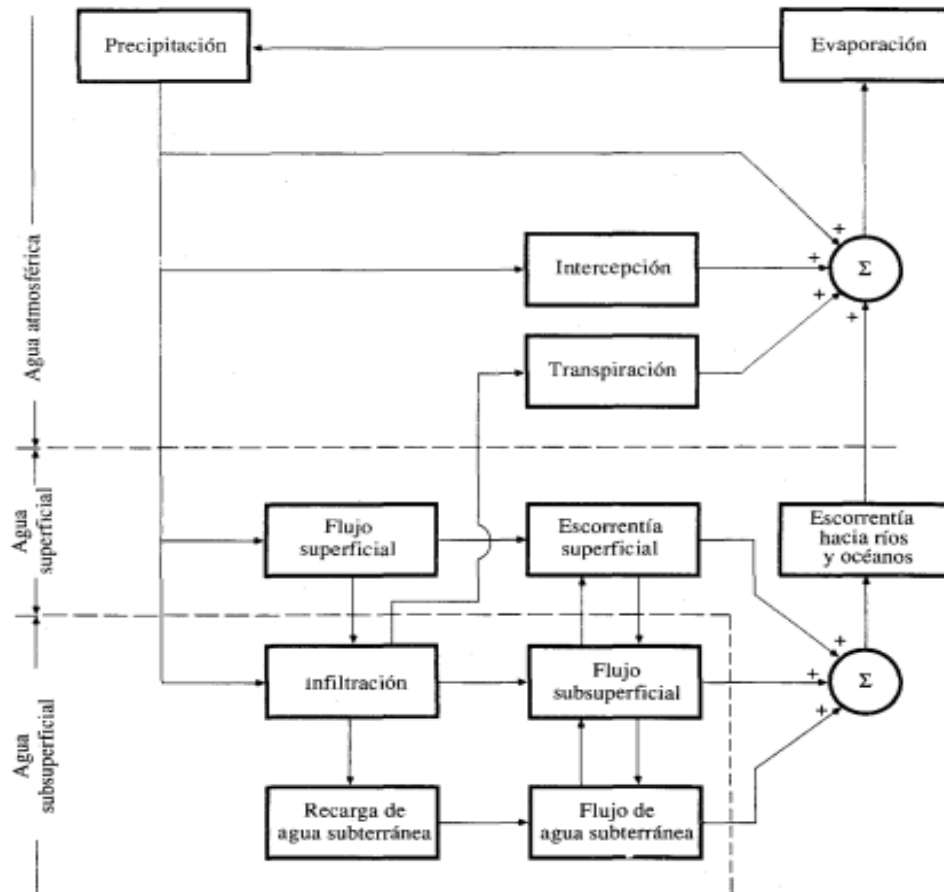 Precipitación
Evaporación
Agua atmosférica
+
+
+
+
Σ
Intercepción
Transpiración
Agua
superficial
Flujo
superficial
Escorrentía
superficial
Escorrentía
hacia ríos
y océanos
Agua
subsuperficial
Infiltración
Flujo
subsuperficial
+
+
+
Σ
Recarga de
agua subterránea
Flujo de
agua subterránea